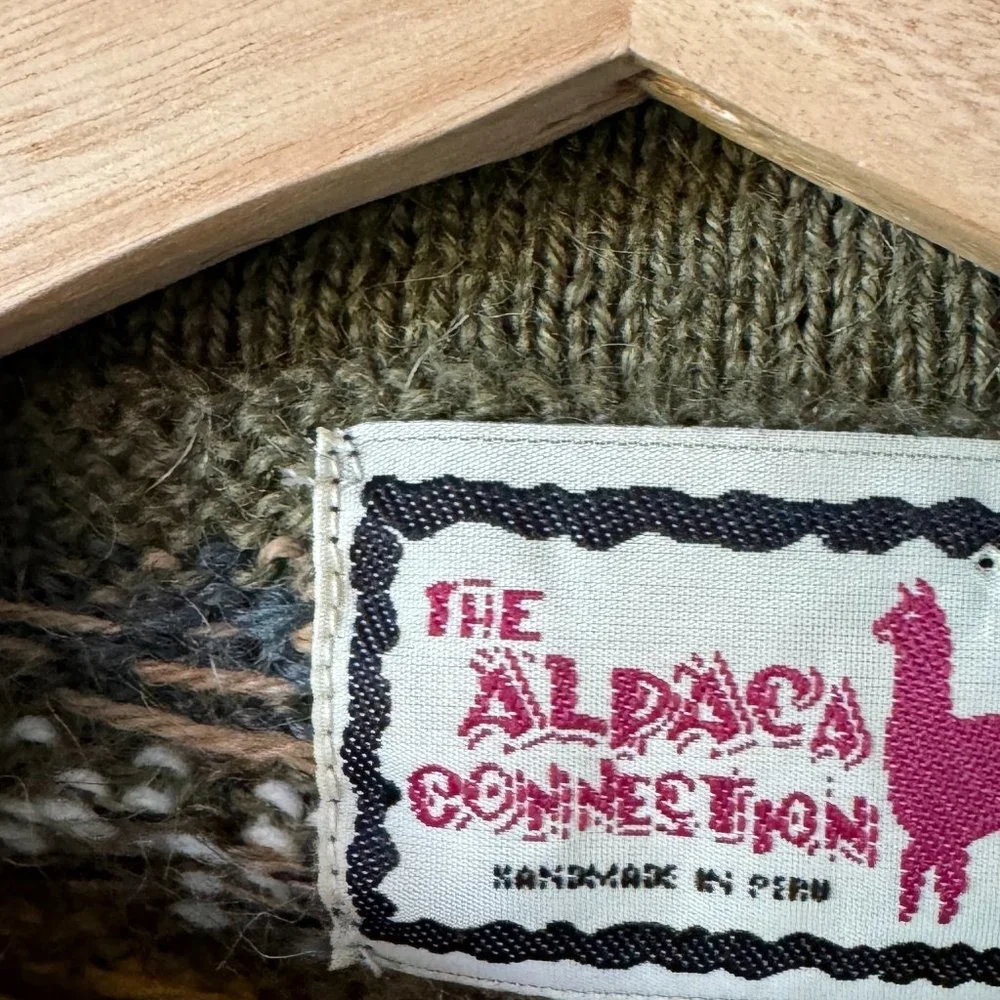 THE
ALPACA
CONNECTION
HANDMADE IN PERU